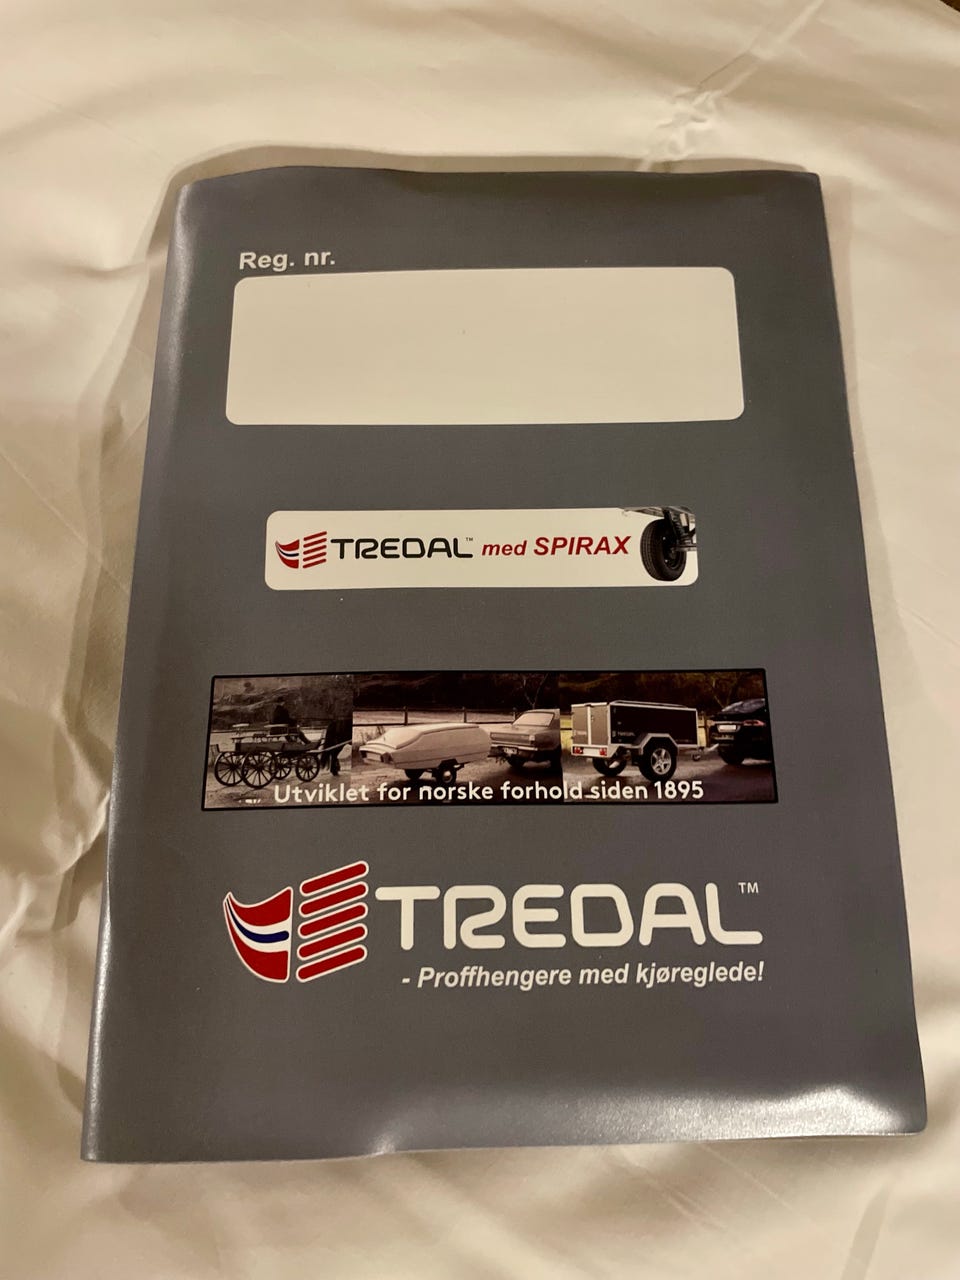 Reg. nr.
TREDAL™ med SPIRAX
Utviklet for norske forhold siden 1895
TREDAL™
- Proffhengere med kjøreglede!